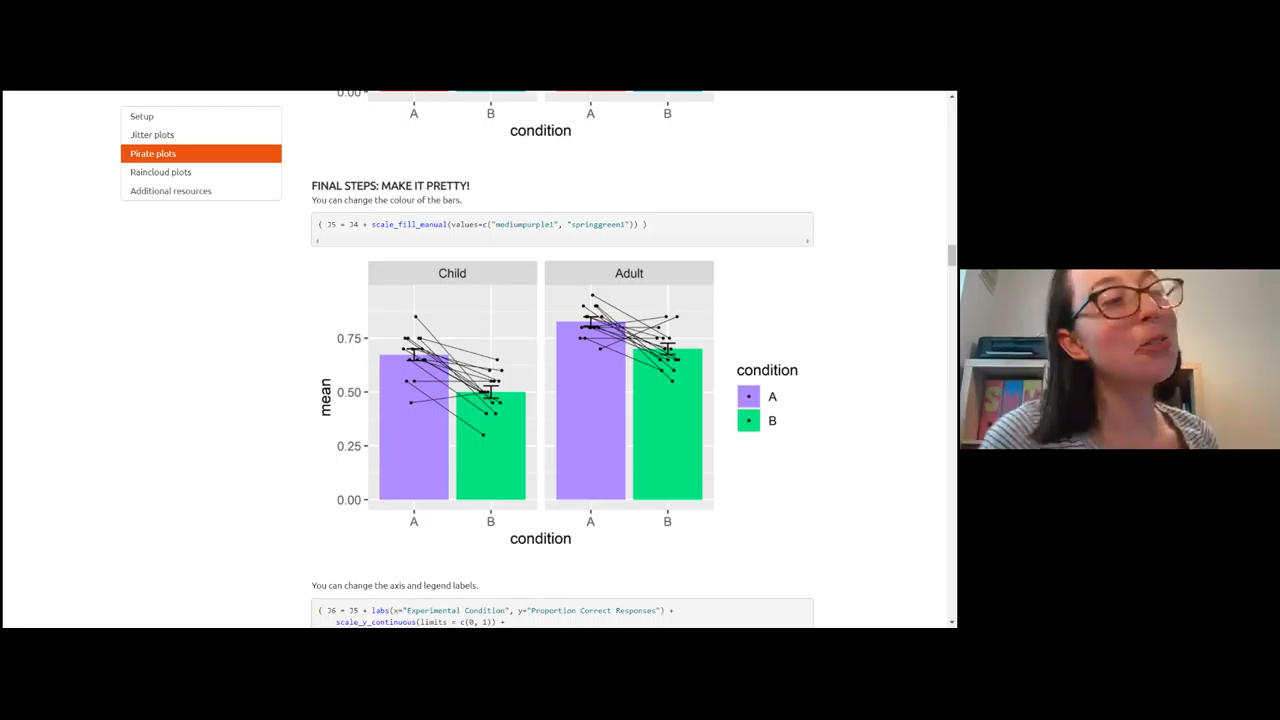 Setup
Jitter plots
Pirate plots
Raincloud plots
Additional resources
0.00
A B A B
condition
FINAL STEPS: MAKE IT PRETTY!
You can change the colour of the bars.
( J5 = J4 + scale_fill_manual(values=c("mediumpurple1", "springgreen1")) )
Child Adult
0.75
0.50
0.25
0.00
mean
A B A B
condition
condition
A
B
You can change the axis and legend labels.
( J6 = J5 + labs(x="Experimental Condition", y="Proportion Correct Responses") +
scale_y_continuous(limits = c(0, 1)) +